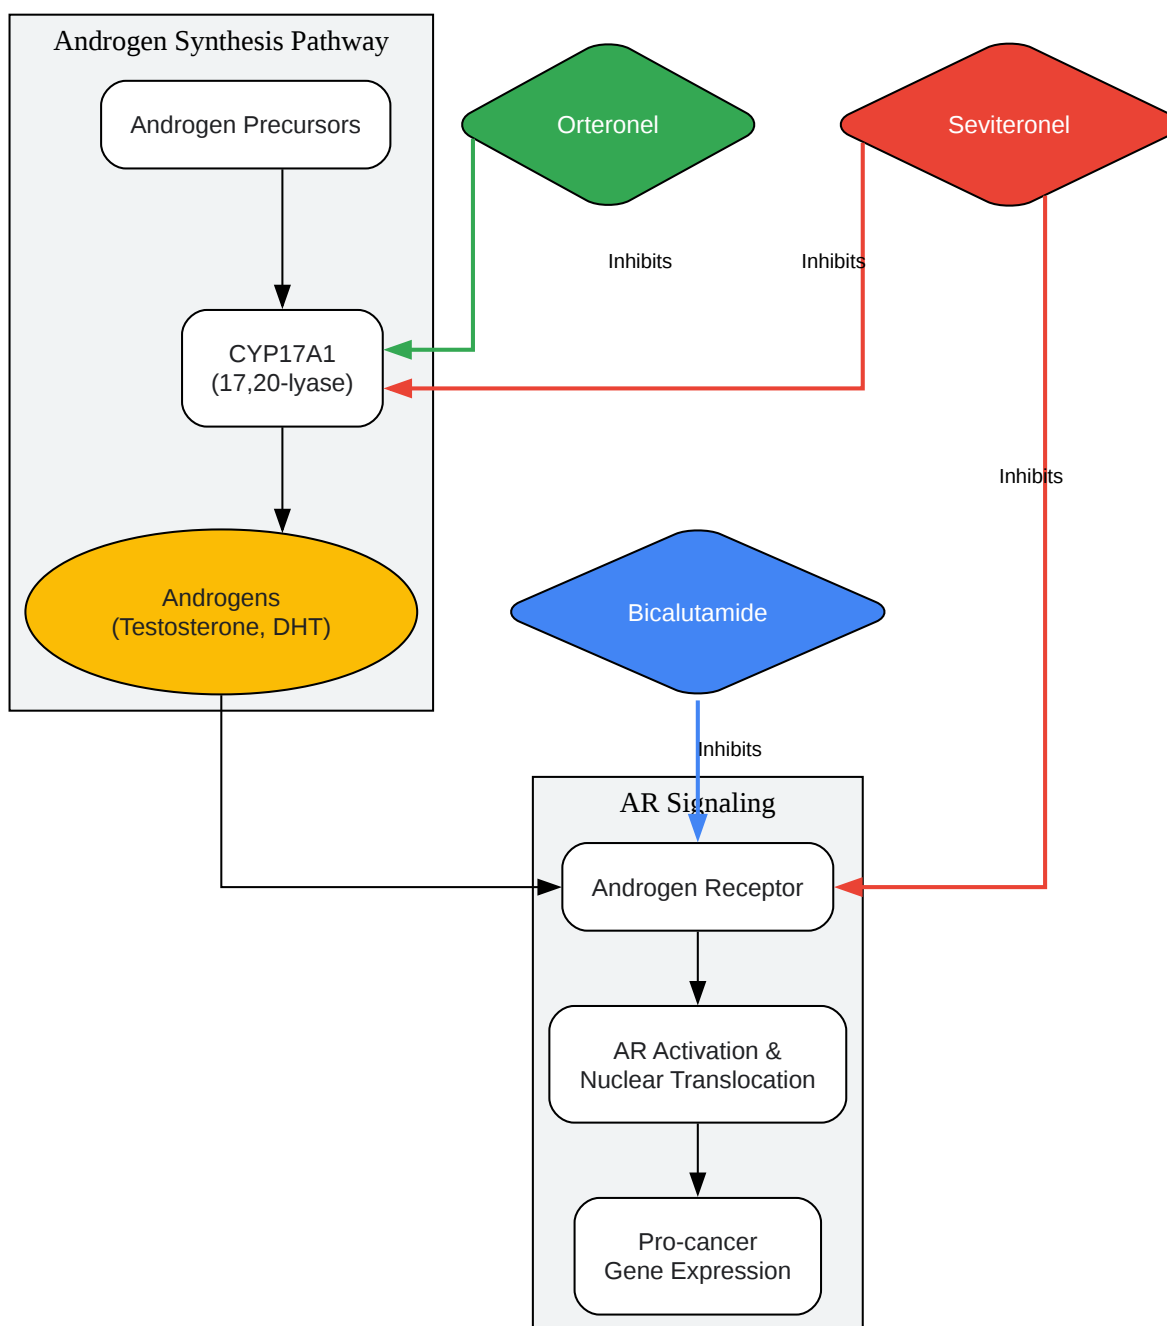 Androgen Synthesis Pathway
Androgen Precursors
Orteronel
Seviteronel
Inhibits
Inhibits
CYP17A1
(17,20-lyase)
Inhibits
Androgens
(Testosterone, DHT)
Bicalutamide
Inhibits
AR Signaling
Androgen Receptor
AR Activation &
Nuclear Translocation
Pro-cancer
Gene Expression